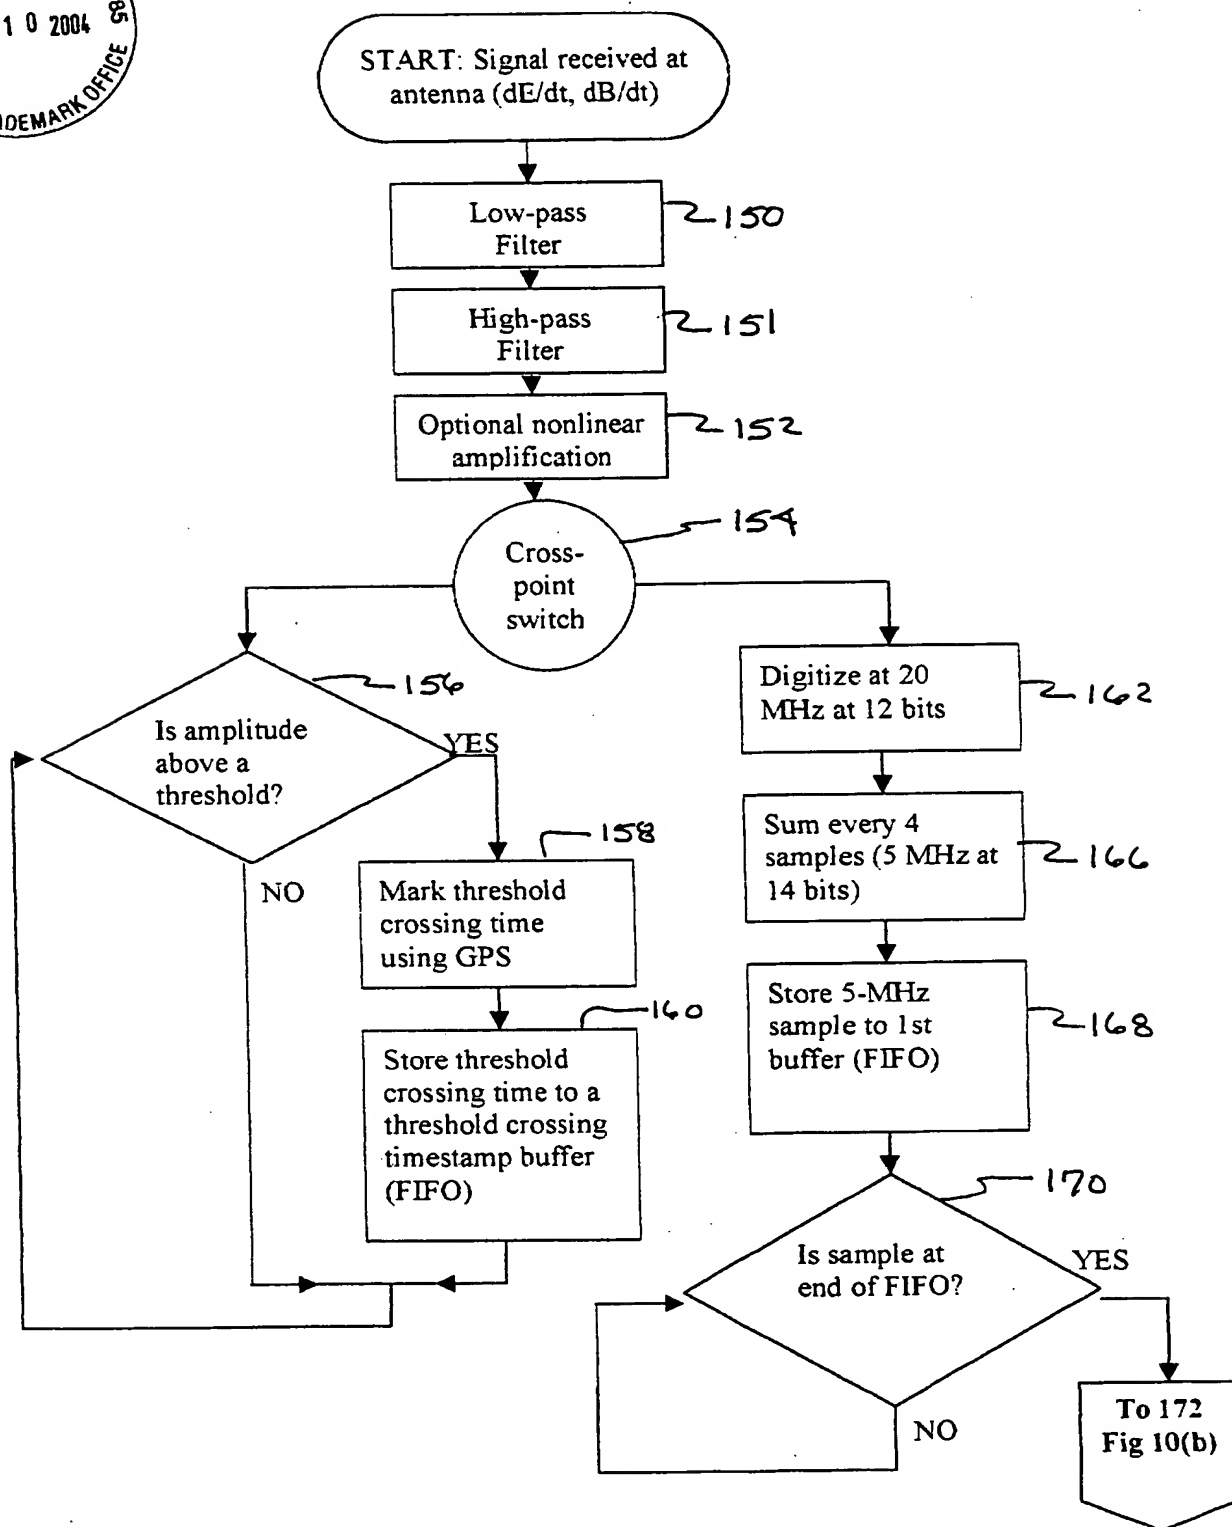 1 0 2004 85
DEMARK OFFICE
START: Signal received at
antenna (dE/dt, dB/dt)
Low-pass
Filter
150
High-pass
Filter
151
Optional nonlinear
amplification
152
Cross-
point
switch
154
Is amplitude
above a
threshold?
156
YES
NO
Mark threshold
crossing time
using GPS
158
Store threshold
crossing time to a
threshold crossing
timestamp buffer
(FIFO)
160
Digitize at 20
MHz at 12 bits
162
Sum every 4
samples (5 MHz at
14 bits)
166
Store 5-MHz
sample to 1st
buffer (FIFO)
168
Is sample at
end of FIFO?
170
YES
NO
To 172
Fig 10(b)